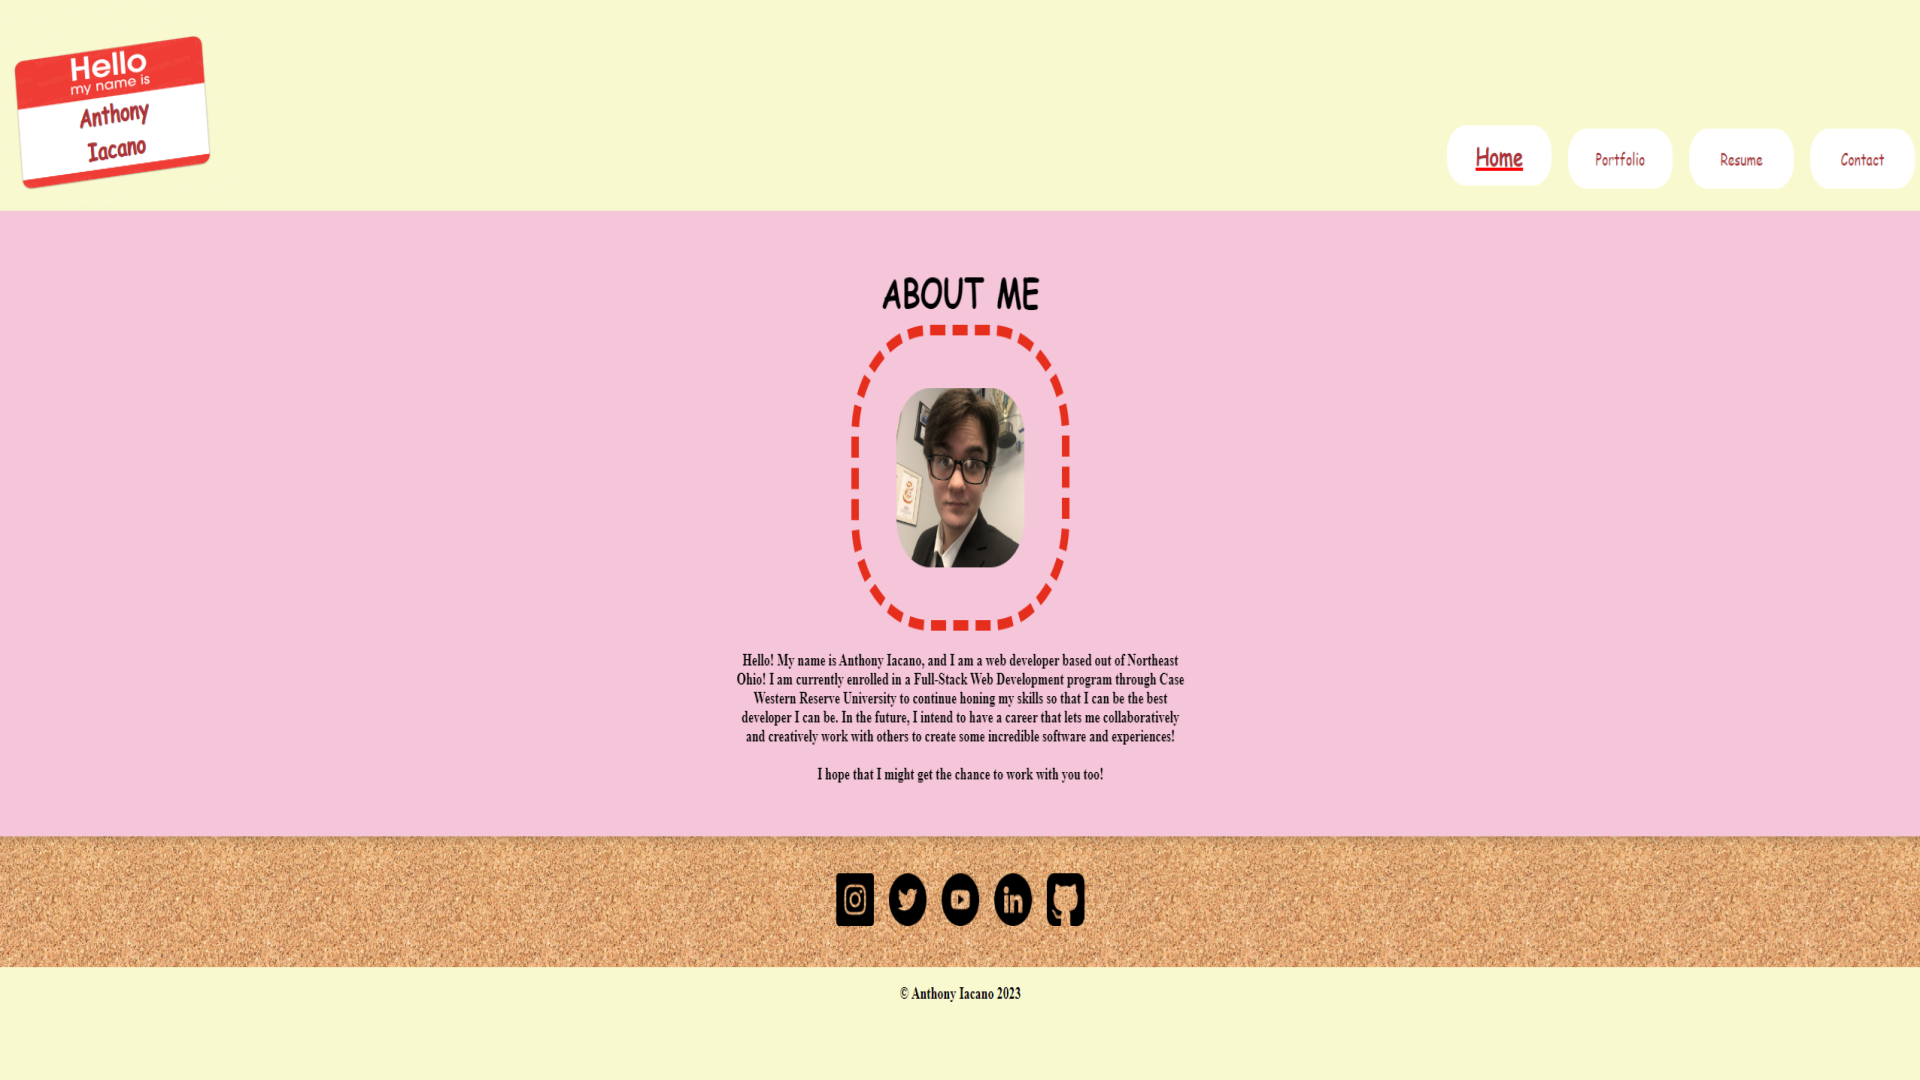 Hello
my name is
Anthony
Iacano
Home
Portfolio
Resume
Contact
ABOUT ME
Hello! My name is Anthony Iacano, and I am a web developer based out of Northeast
Ohio! I am currently enrolled in a Full-Stack Web Development program through Case
Western Reserve University to continue honing my skills so that I can be the best
developer I can be. In the future, I intend to have a career that lets me collaboratively
and creatively work with others to create some incredible software and experiences!
I hope that I might get the chance to work with you too!
in
© Anthony Iacano 2023